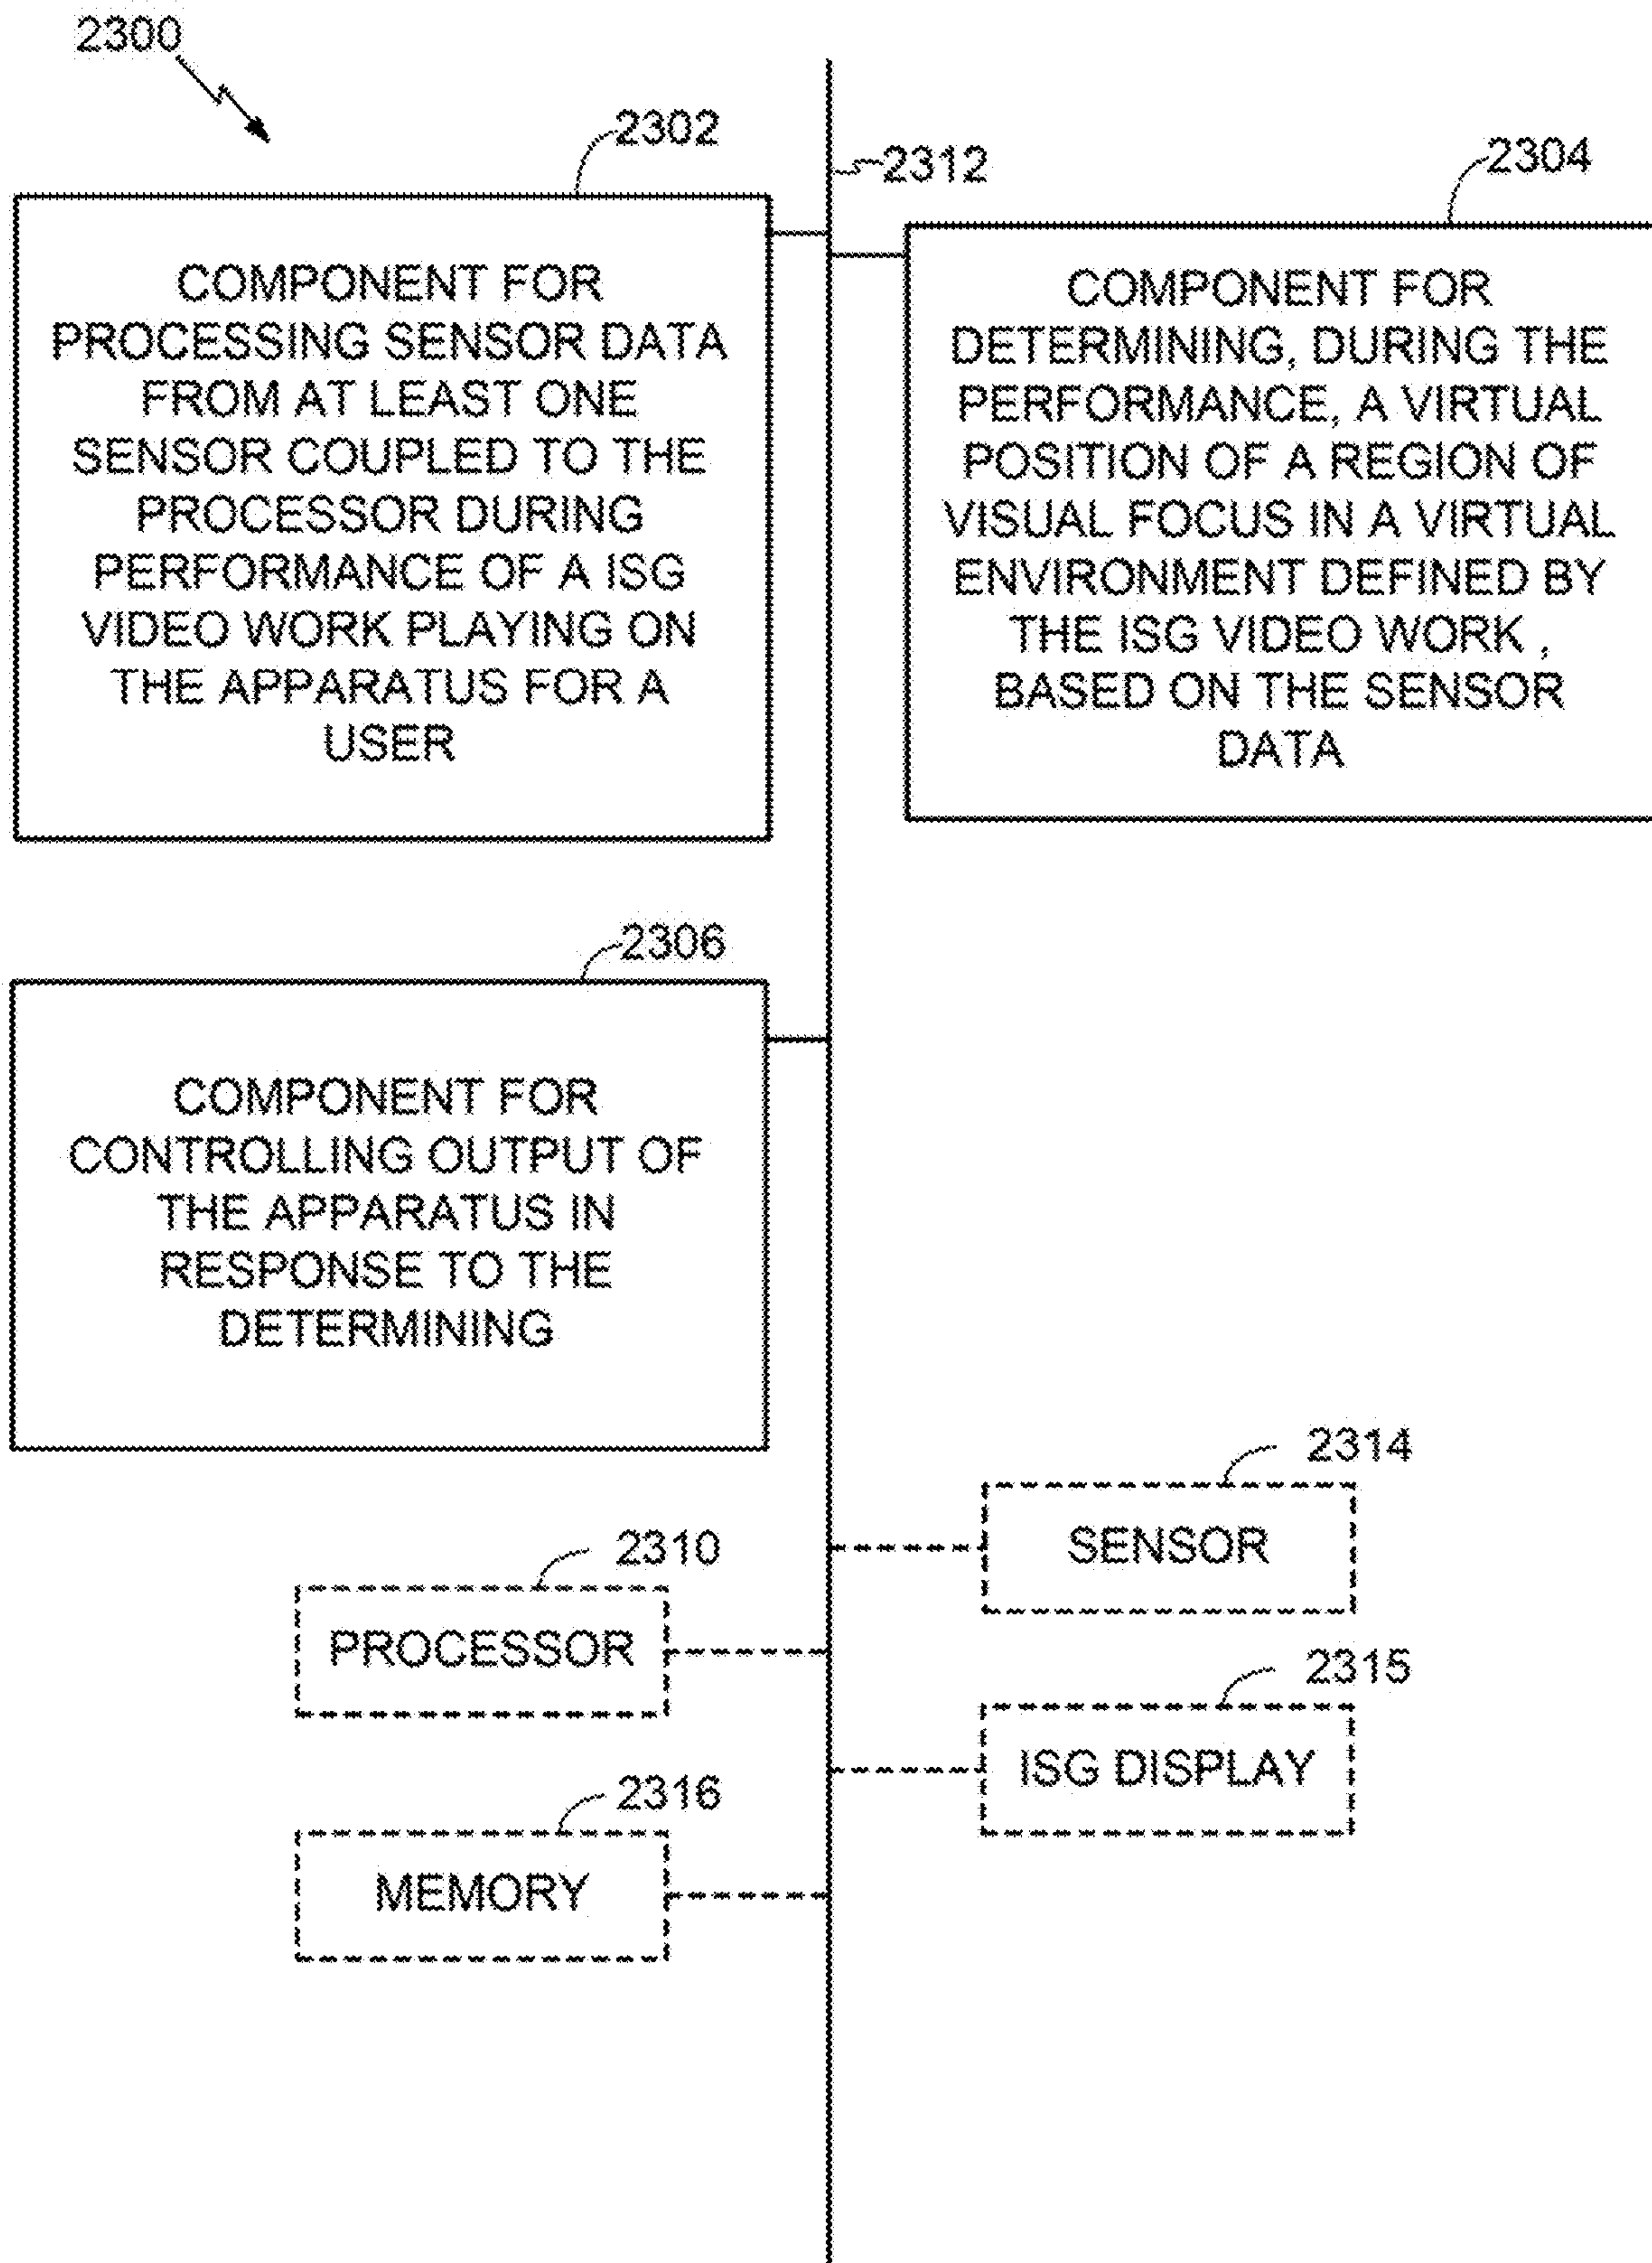 2300
2302
2312
2304
COMPONENT FOR
PROCESSING SENSOR DATA
FROM AT LEAST ONE
SENSOR COUPLED TO THE
PROCESSOR DURING
PERFORMANCE OF A ISG
VIDEO WORK PLAYING ON
THE APPARATUS FOR A
USER
COMPONENT FOR
DETERMINING, DURING THE
PERFORMANCE, A VIRTUAL
POSITION OF A REGION OF
VISUAL FOCUS IN A VIRTUAL
ENVIRONMENT DEFINED BY
THE ISG VIDEO WORK ,
BASED ON THE SENSOR
DATA
2306
COMPONENT FOR
CONTROLLING OUTPUT OF
THE APPARATUS IN
RESPONSE TO THE
DETERMINING
2314
SENSOR
2310
PROCESSOR
2315
ISG DISPLAY
2316
MEMORY